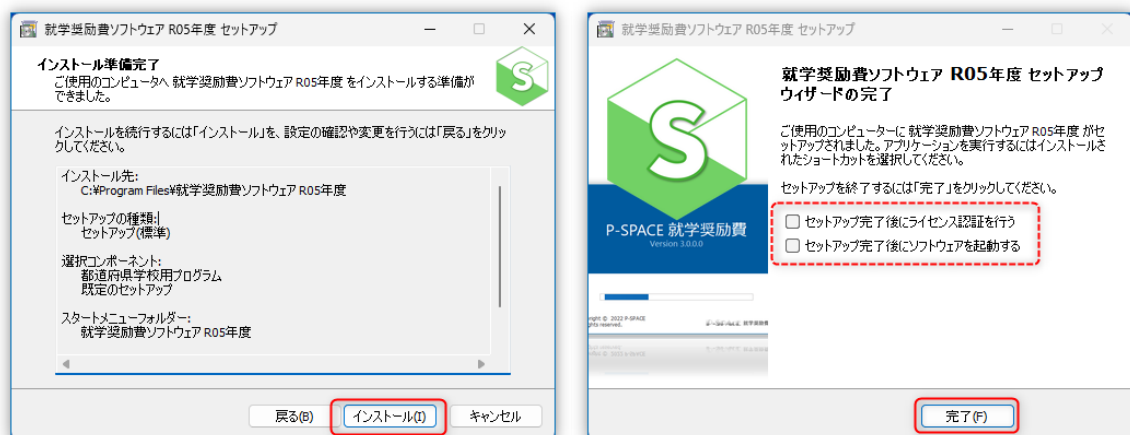 就学奨励費ソフトウェア R05年度 セットアップ
インストール準備完了
ご使用のコンピュータへ 就学奨励費ソフトウェア R05年度 をインストールする準備が
できました。
インストールを続行するには「インストール」を、設定の確認や変更を行うには「戻る」をクリッ
クしてください。
インストール先:
C:¥Program Files¥就学奨励費ソフトウェア R05年度
セットアップの種類:
セットアップ(標準)
選択コンポーネント:
都道府県学校用プログラム
既定のセットアップ
スタートメニューフォルダー:
就学奨励費ソフトウェア R05年度
戻る(B)
インストール(I)
キャンセル
就学奨励費ソフトウェア R05年度 セットアップ
S
P-SPACE 就学奨励費
Version 3.0.0.0
right © 2022 P-SPACE
ghts reserved.
P-SPACE 就学奨励費
就学奨励費ソフトウェア R05年度 セットアップ
ウィザードの完了
ご使用のコンピューターに 就学奨励費ソフトウェア R05年度 がセ
ットアップされました。アプリケーションを実行するにはインストールさ
れたショートカットを選択してください。
セットアップを終了するには「完了」をクリックしてください。
セットアップ完了後にライセンス認証を行う
セットアップ完了後にソフトウェアを起動する
完了(F)